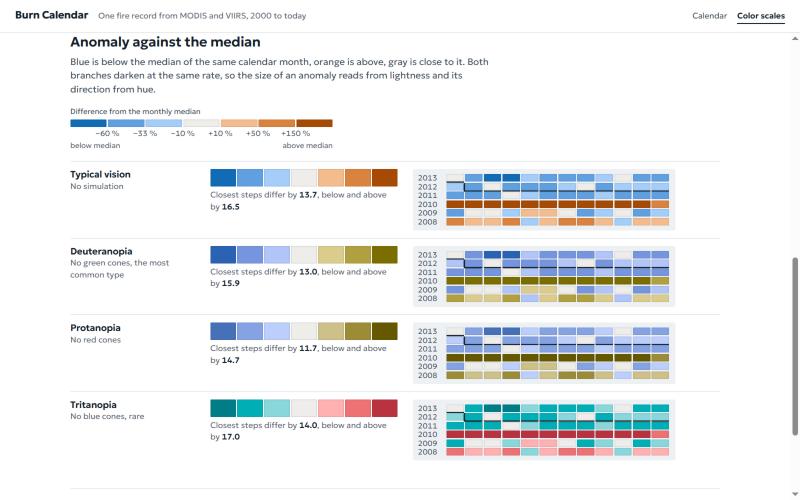 Burn Calendar One fire record from MODIS and VIIRS, 2000 to today Calendar Color scales
Anomaly against the median
Blue is below the median of the same calendar month, orange is above, gray is close to it. Both
branches darken at the same rate, so the size of an anomaly reads from lightness and its
direction from hue.
Difference from the monthly median
−60 % −33 % −10 % +10 % +50 % +150 %
below median above median
Typical vision
No simulation
Closest steps differ by 13.7, below and above
by 16.5
2013
2012
2011
2010
2009
2008
Deuteranopia
No green cones, the most
common type
Closest steps differ by 13.0, below and above
by 15.9
2013
2012
2011
2010
2009
2008
Protanopia
No red cones
Closest steps differ by 11.7, below and above
by 14.7
2013
2012
2011
2010
2009
2008
Tritanopia
No blue cones, rare
Closest steps differ by 14.0, below and above
by 17.0
2013
2012
2011
2010
2009
2008